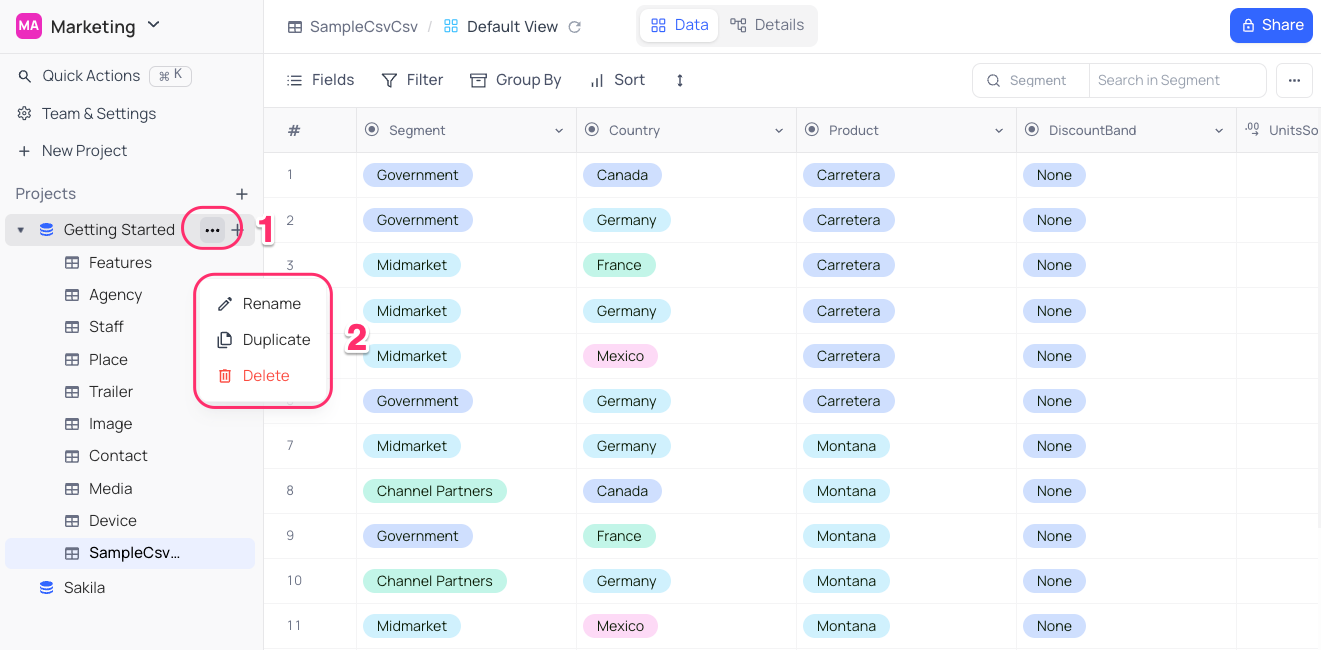 MA Marketing
SampleCsvCsv / Default View
Data
Details
Share
Quick Actions ⌘ K
Team & Settings
New Project
Projects
Getting Started ••• +
1
Features
Agency
Staff
Place
Trailer
Image
Contact
Media
Device
SampleCsv...
Sakila
Rename
Duplicate
Delete
2
Fields
Filter
Group By
Sort
Segment
Search in Segment
# Segment Country Product DiscountBand .00 UnitsSo
1 Government Canada Carretera None
2 Government Germany Carretera None
3 Midmarket France Carretera None
Midmarket Germany Carretera None
Midmarket Mexico Carretera None
Government Germany Carretera None
7 Midmarket Germany Montana None
8 Channel Partners Canada Montana None
9 Government France Montana None
10 Channel Partners Germany Montana None
11 Midmarket Mexico Montana None